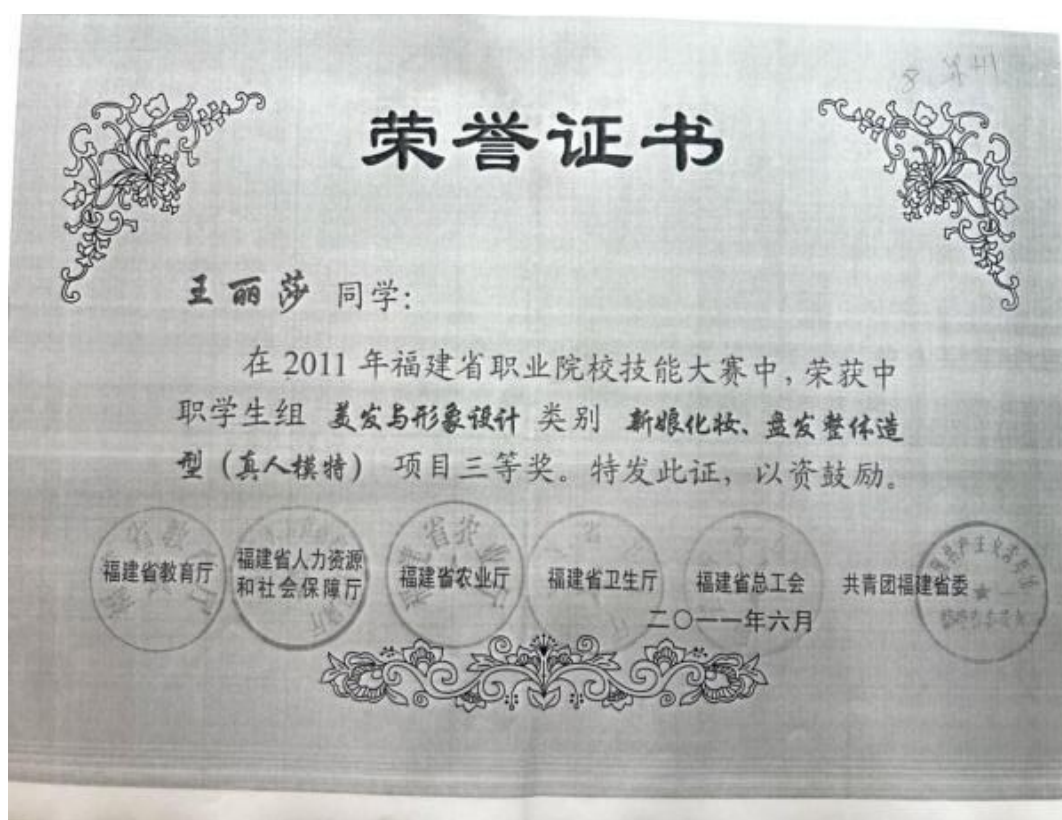 荣誉证书
王丽莎 同学:
在 2011 年福建省职业院校技能大赛中,荣获中
职学生组 美发与形象设计 类别 新娘化妆、盘发整体造
型(真人模特) 项目三等奖。特发此证,以资鼓励。
福建省教育厅 福建省人力资源和社会保障厅 福建省农业厅 福建省卫生厅 福建省总工会 共青团福建省委
二〇一一年六月